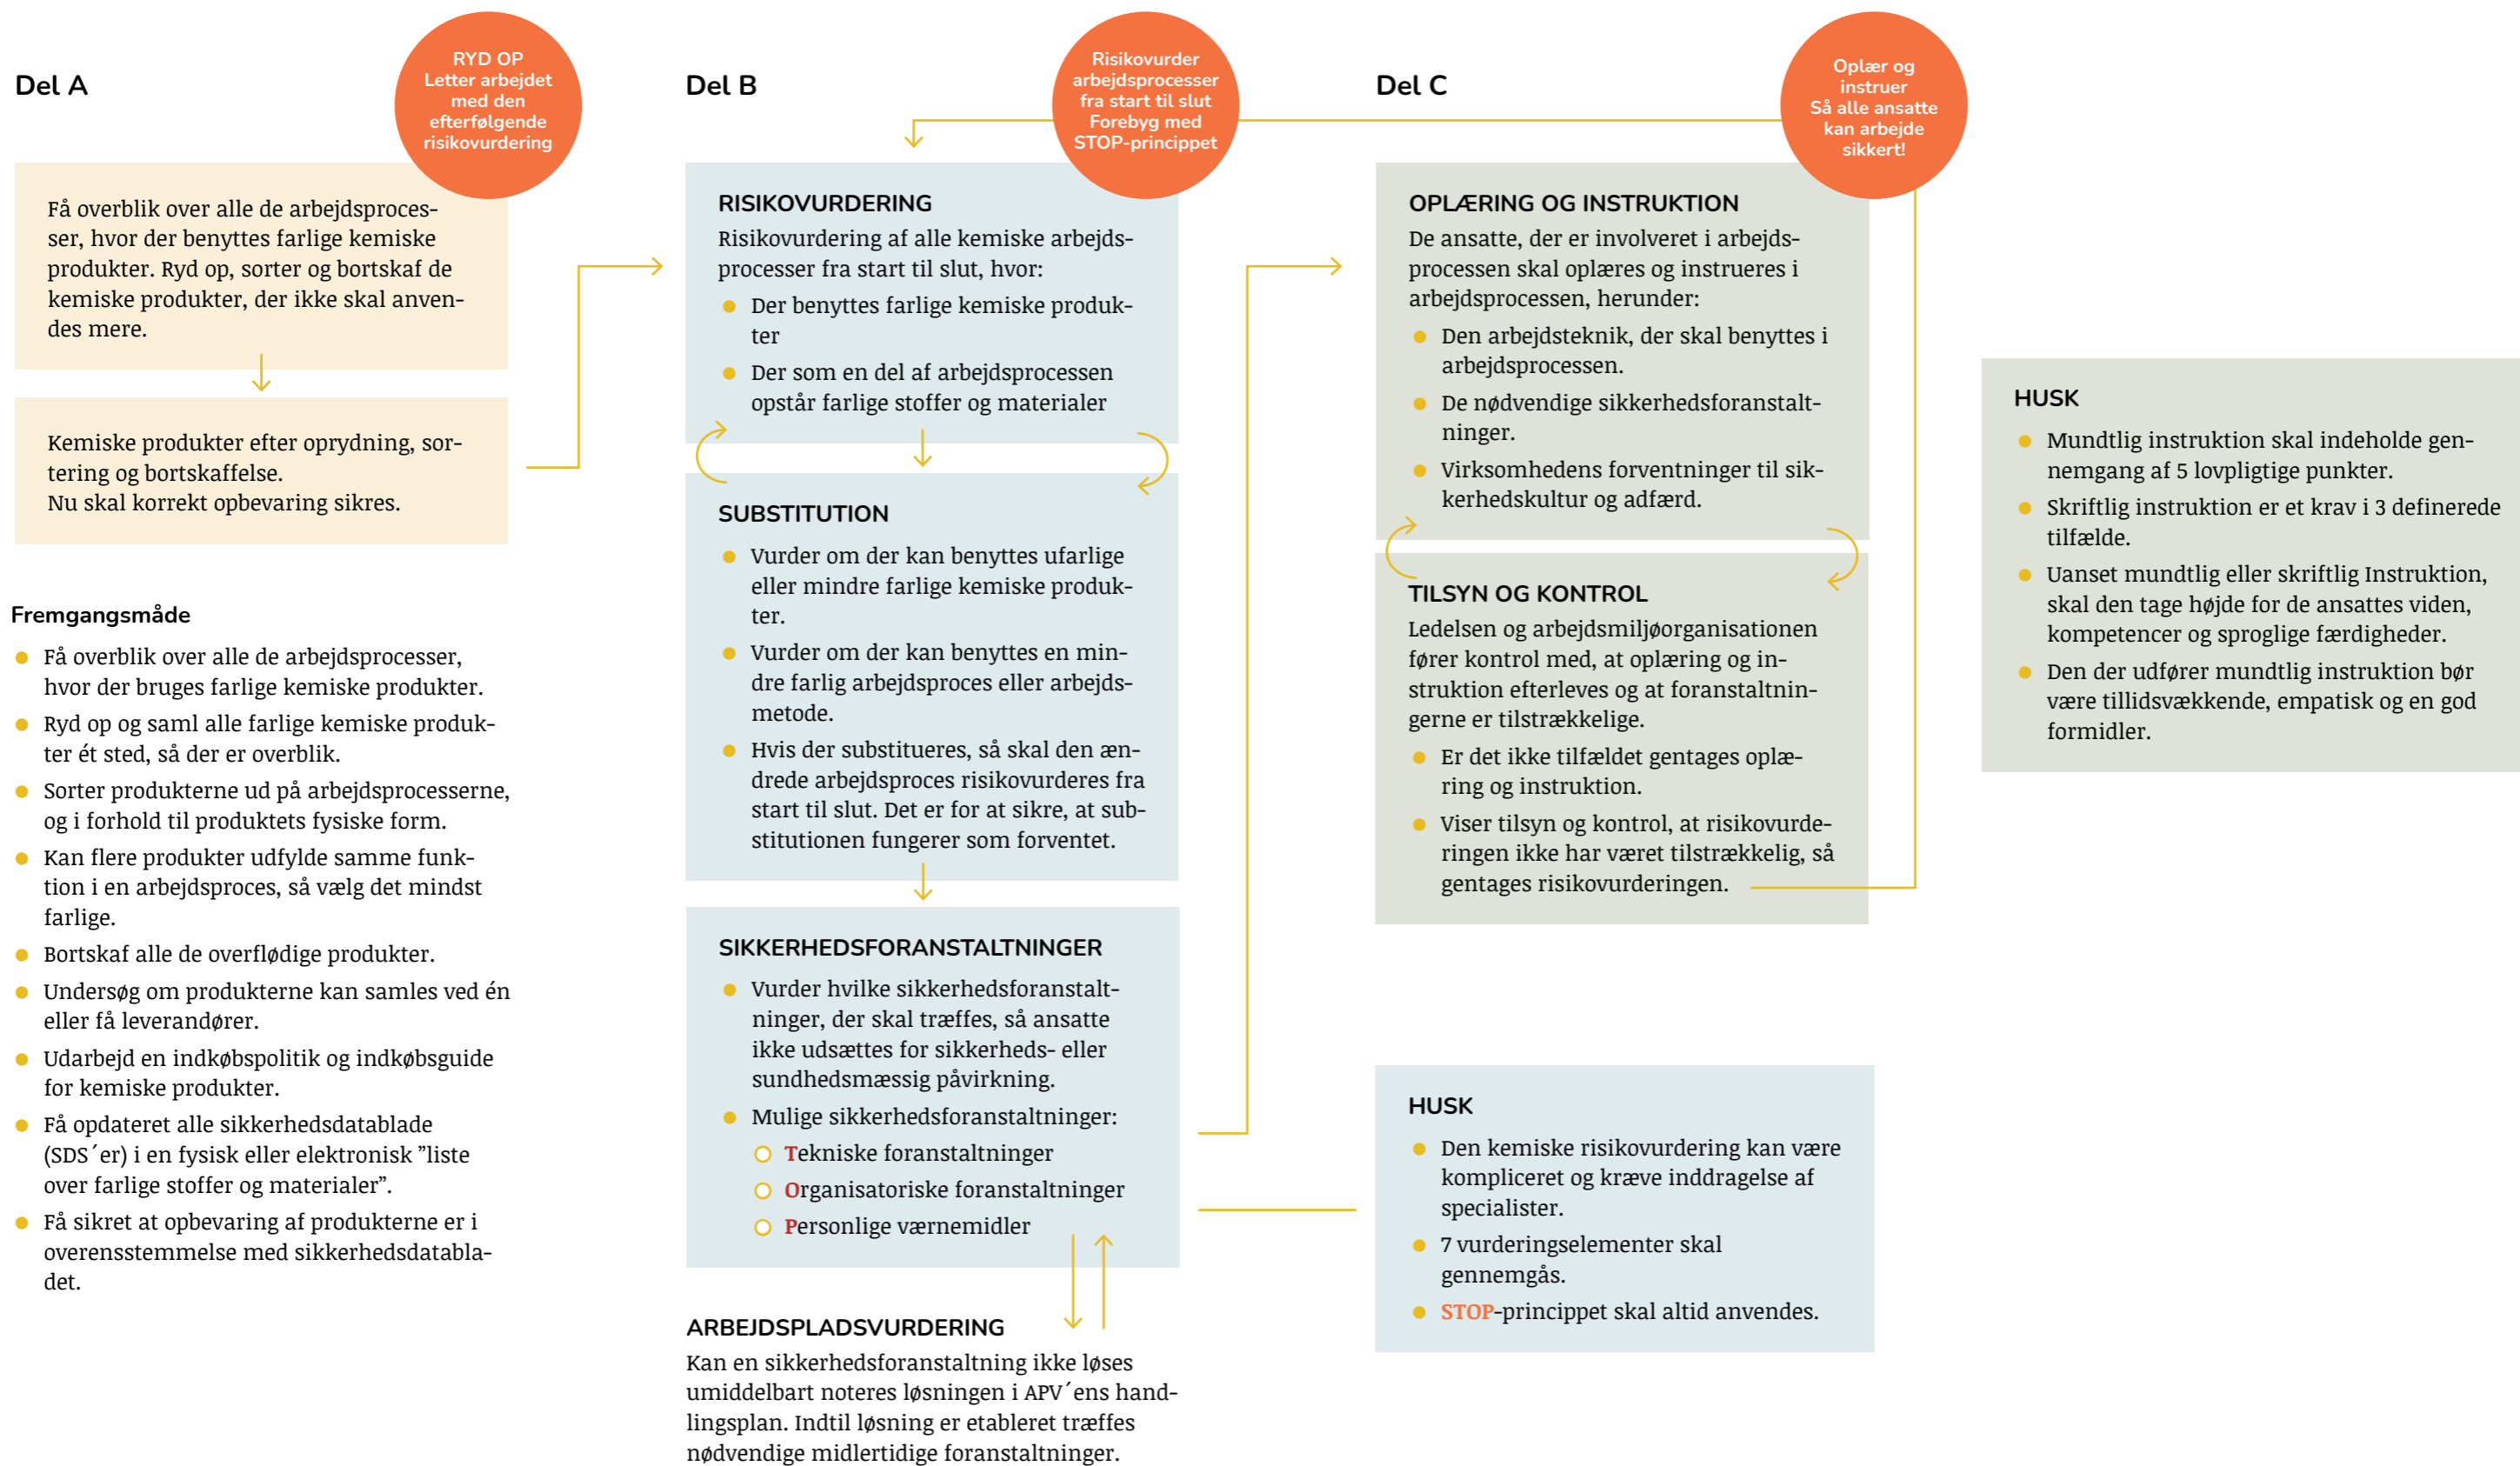 Del A
RYD OP
Letter arbejdet
med den
efterfølgende
risikovurdering
Få overblik over alle de arbejdsproces-
ser, hvor der benyttes farlige kemiske
produkter. Ryd op, sorter og bortskaf de
kemiske produkter, der ikke skal anven-
des mere.
Kemiske produkter efter oprydning, sor-
tering og bortskaffelse.
Nu skal korrekt opbevaring sikres.
Fremgangsmåde
Få overblik over alle de arbejdsprocesser,
hvor der bruges farlige kemiske produkter.
Ryd op og saml alle farlige kemiske produk-
ter ét sted, så der er overblik.
Sorter produkterne ud på arbejdsprocesserne,
og i forhold til produktets fysiske form.
Kan flere produkter udfylde samme funk-
tion i en arbejdsproces, så vælg det mindst
farlige.
Bortskaf alle de overflødige produkter.
Undersøg om produkterne kan samles ved én
eller få leverandører.
Udarbejd en indkøbspolitik og indkøbsguide
for kemiske produkter.
Få opdateret alle sikkerhedsdatablade
(SDS´er) i en fysisk eller elektronisk ”liste
over farlige stoffer og materialer”.
Få sikret at opbevaring af produkterne er i
overensstemmelse med sikkerhedsdatabla-
det.
Del B
Risikovurder
arbejdsprocesser
fra start til slut
Forebyg med
STOP-princippet
RISIKOVURDERING
Risikovurdering af alle kemiske arbejds-
processer fra start til slut, hvor:
Der benyttes farlige kemiske produk-
ter
Der som en del af arbejdsprocessen
opstår farlige stoffer og materialer
SUBSTITUTION
Vurder om der kan benyttes ufarlige
eller mindre farlige kemiske produk-
ter.
Vurder om der kan benyttes en min-
dre farlig arbejdsproces eller arbejds-
metode.
Hvis der substitueres, så skal den æn-
drede arbejdsproces risikovurderes fra
start til slut. Det er for at sikre, at sub-
stitutionen fungerer som forventet.
SIKKERHEDSFORANSTALTNINGER
Vurder hvilke sikkerhedsforanstalt-
ninger, der skal træffes, så ansatte
ikke udsættes for sikkerheds- eller
sundhedsmæssig påvirkning.
Mulige sikkerhedsforanstaltninger:
Tekniske foranstaltninger
Organisatoriske foranstaltninger
Personlige værnemidler
ARBEJDSPLADSVURDERING
Kan en sikkerhedsforanstaltning ikke løses
umiddelbart noteres løsningen i APV´ens hand-
lingsplan. Indtil løsning er etableret træffes
nødvendige midlertidige foranstaltninger.
Del C
Oplær og
instruer
Så alle ansatte
kan arbejde
sikkert!
OPLÆRING OG INSTRUKTION
De ansatte, der er involveret i arbejds-
processen skal oplæres og instrueres i
arbejdsprocessen, herunder:
Den arbejdsteknik, der skal benyttes i
arbejdsprocessen.
De nødvendige sikkerhedsforanstalt-
ninger.
Virksomhedens forventninger til sik-
kerhedskultur og adfærd.
TILSYN OG KONTROL
Ledelsen og arbejdsmiljøorganisationen
fører kontrol med, at oplæring og in-
struktion efterleves og at foranstaltnin-
gerne er tilstrækkelige.
Er det ikke tilfældet gentages oplæ-
ring og instruktion.
Viser tilsyn og kontrol, at risikovurde-
ringen ikke har været tilstrækkelig, så
gentages risikovurderingen.
HUSK
Den kemiske risikovurdering kan være
kompliceret og kræve inddragelse af
specialister.
7 vurderingselementer skal
gennemgås.
STOP-princippet skal altid anvendes.
HUSK
Mundtlig instruktion skal indeholde gen-
nemgang af 5 lovpligtige punkter.
Skriftlig instruktion er et krav i 3 definerede
tilfælde.
Uanset mundtlig eller skriftlig Instruktion,
skal den tage højde for de ansattes viden,
kompetencer og sproglige færdigheder.
Den der udfører mundtlig instruktion bør
være tillidsvækkende, empatisk og en god
formidler.